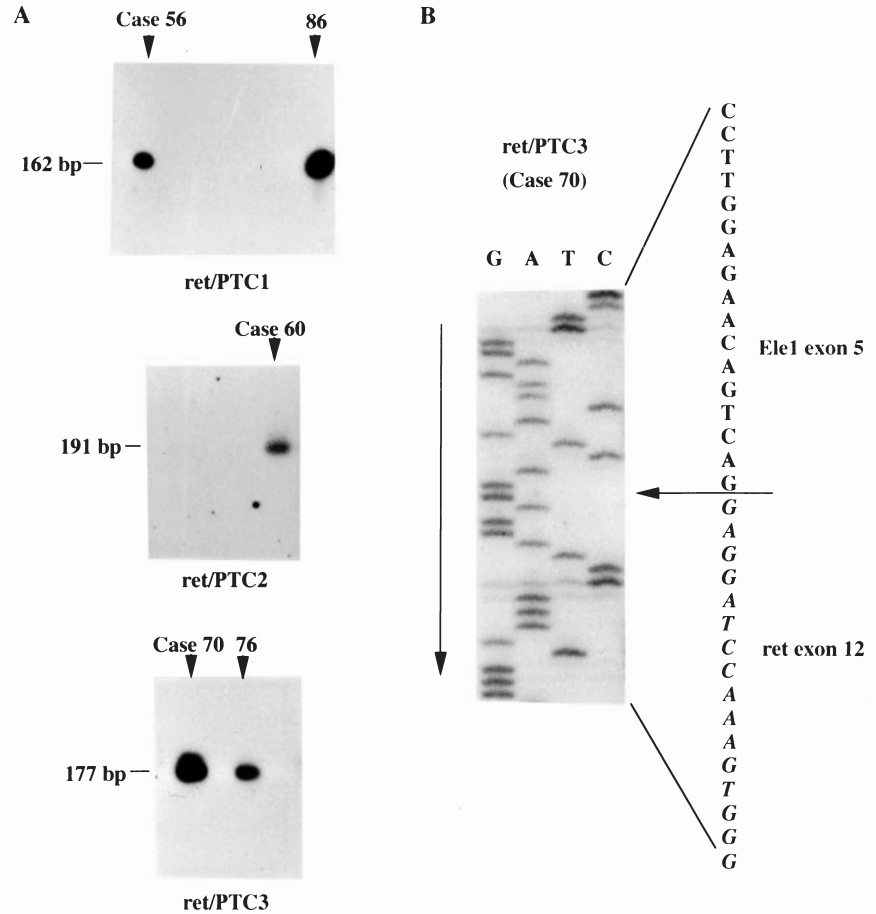 A
Case 56 86
162 bp
ret/PTC1
Case 60
191 bp
ret/PTC2
Case 70 76
177 bp
ret/PTC3
B
ret/PTC3
(Case 70)
G A T C
C
C
T
T
G
G
A
G
A
A
C
A
G
T
C
A
G
G
A
G
G
A
T
C
C
A
A
A
G
T
G
G
G
Ele1 exon 5
ret exon 12